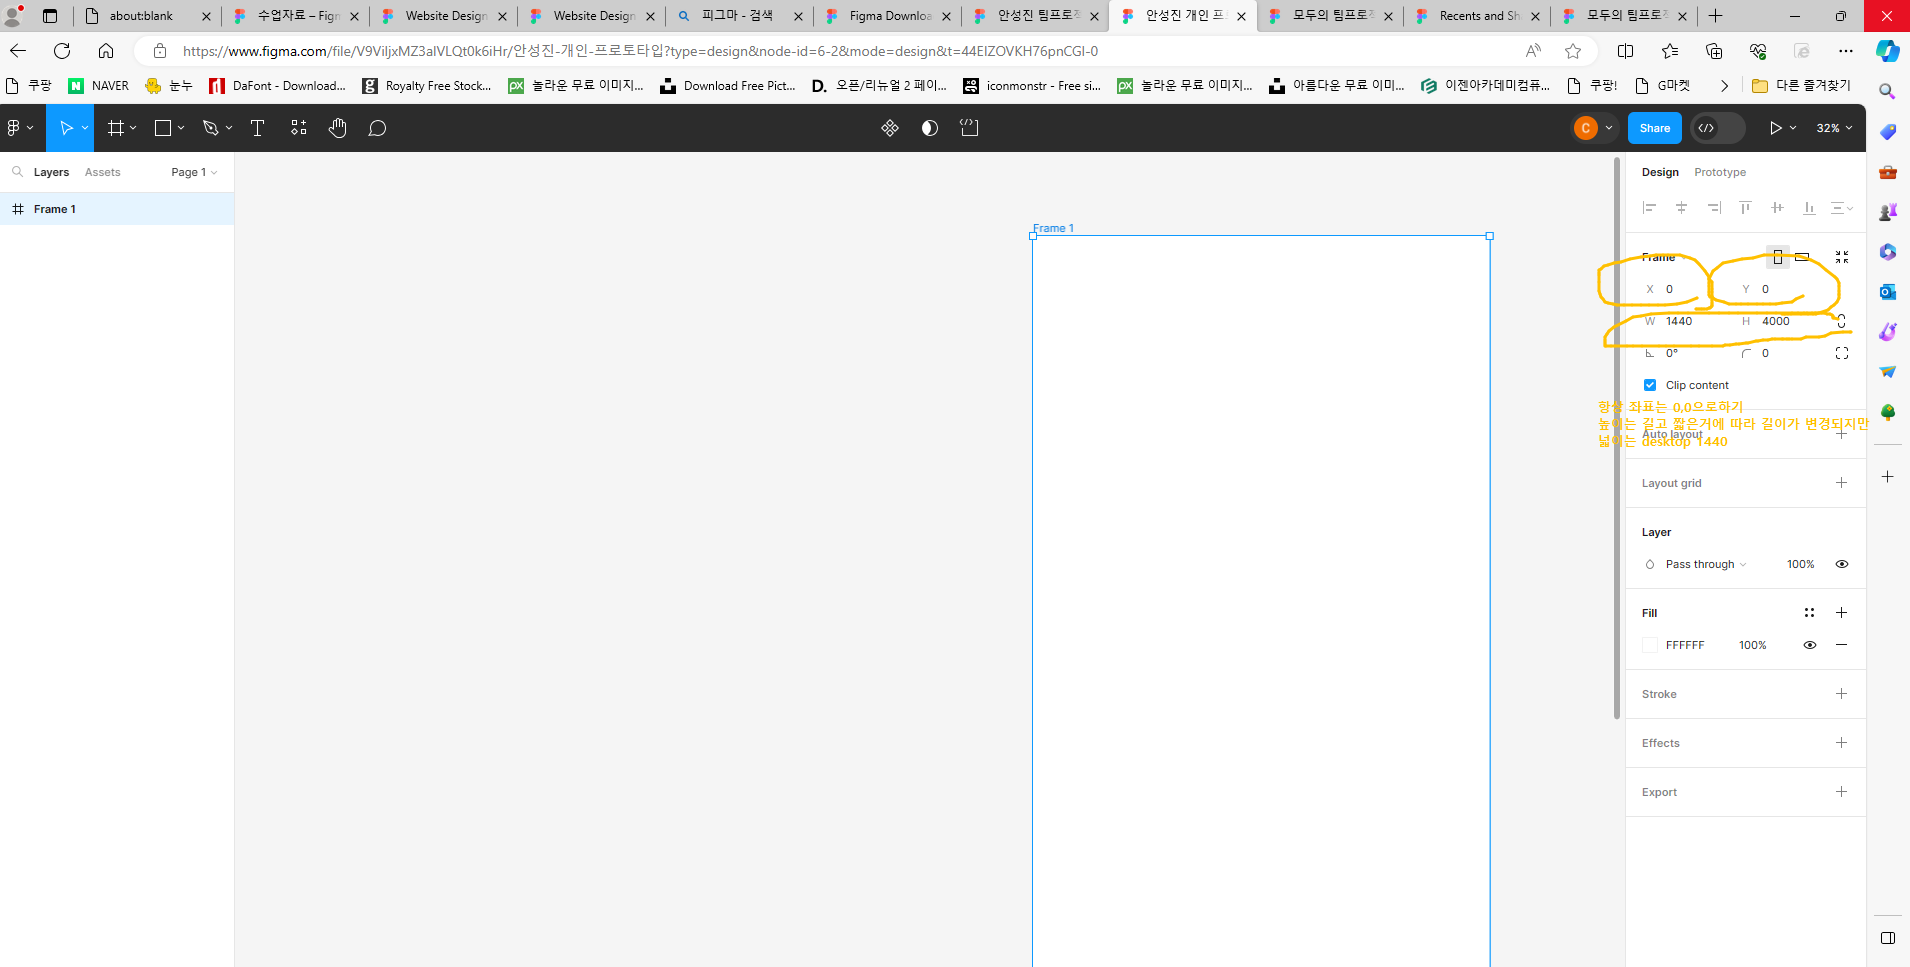 about:blank
수업자료 – Figm
Website Design
Website Design
피그마 - 검색
Figma Downloa
안성진 팀프로젝
안성진 개인 프
모두의 팀프로젝
Recents and Sh
모두의 팀프로젝
https://www.figma.com/file/V9ViIjxMZ3alVLQt0k6iHr/안성진-개인-프로토타입?type=design&node-id=6-2&mode=design&t=44EIZOVKH76pnCGI-0
쿠팡
NAVER
눈누
DaFont - Download...
Royalty Free Stock...
놀라운 무료 이미지...
Download Free Pict...
오픈/리뉴얼 2 페이...
iconmonstr - Free si...
놀라운 무료 이미지...
아름다운 무료 이미...
이젠아카데미컴퓨...
쿠팡!
G마켓
다른 즐겨찾기
C
Share
32%
Layers
Assets
Page 1
Frame 1
Frame 1
Design
Prototype
Frame
X 0
Y 0
W 1440
H 4000
0°
0
Clip content
항상 좌표는 0,0으로하기
높이는 길고 짧은거에 따라 길이가 변경되지만
넓이는 desktop 1440
Auto layout
Layout grid
Layer
Pass through
100%
Fill
FFFFFF
100%
Stroke
Effects
Export